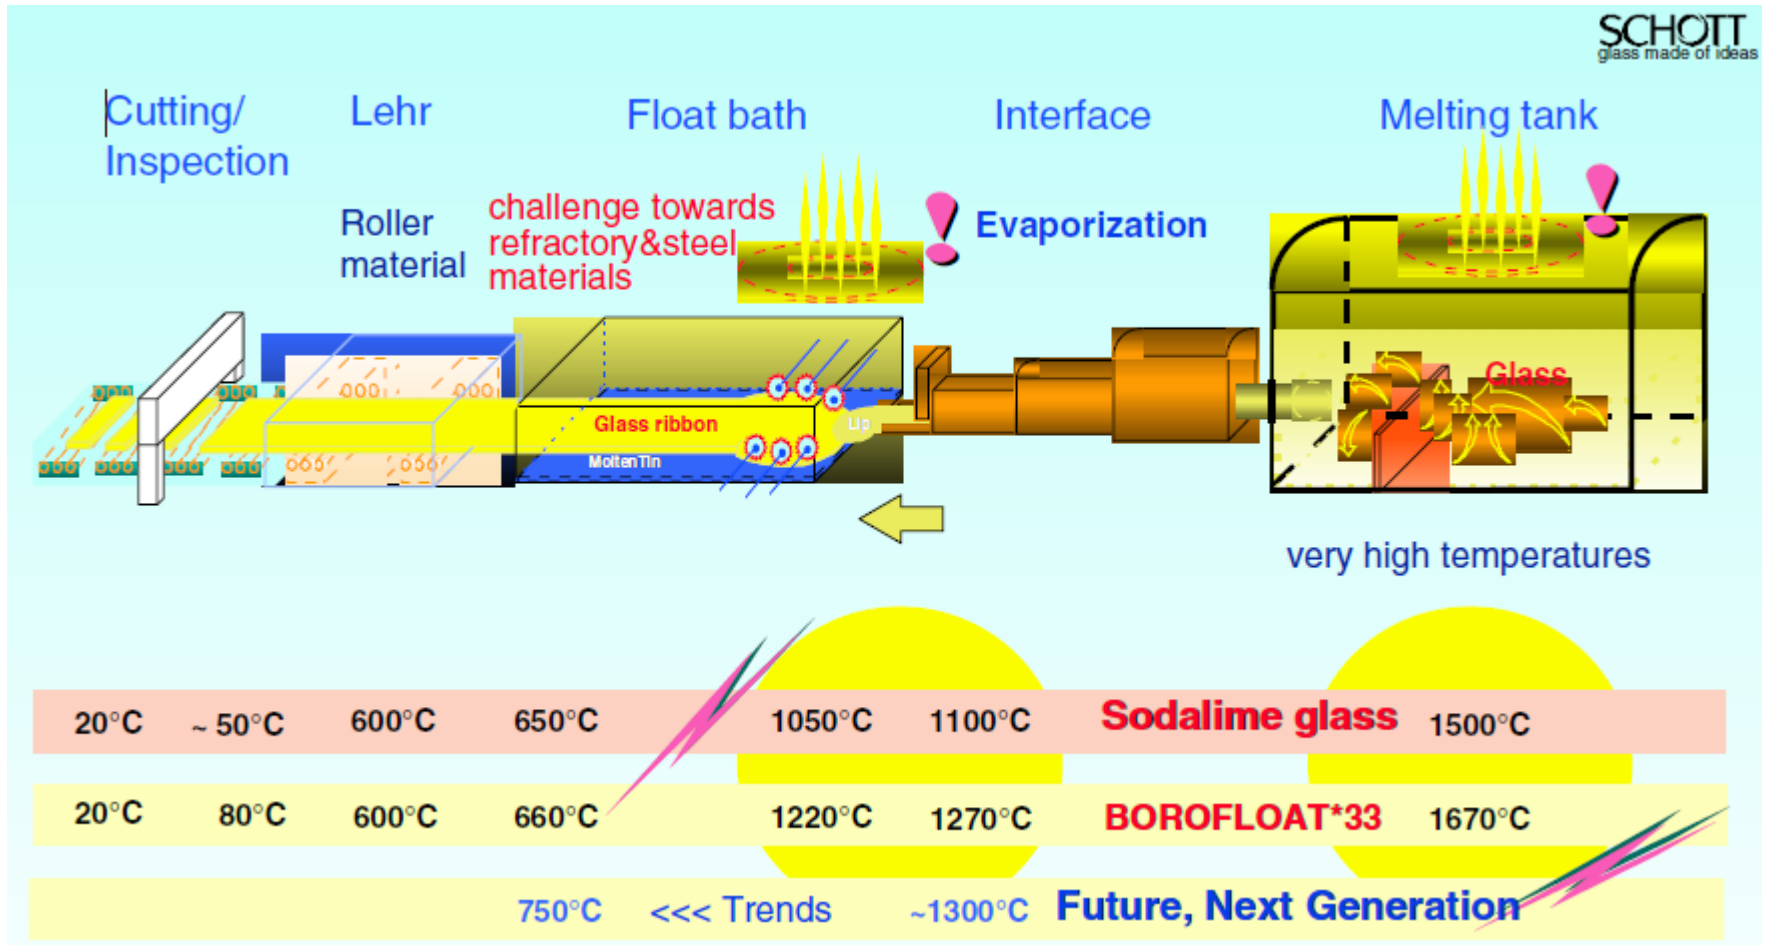 SCHOTT
glass made of ideas
Cutting/
Inspection
Lehr
Float bath
Interface
Melting tank
Roller
material
challenge towards
refractory&steel
materials
Evaporization
Glass
Glass ribbon
Lip
MoltenTin
very high temperatures
20°C ~ 50°C 600°C 650°C 1050°C 1100°C Sodalime glass 1500°C
20°C 80°C 600°C 660°C 1220°C 1270°C BOROFLOAT*33 1670°C
750°C <<< Trends ~1300°C Future, Next Generation